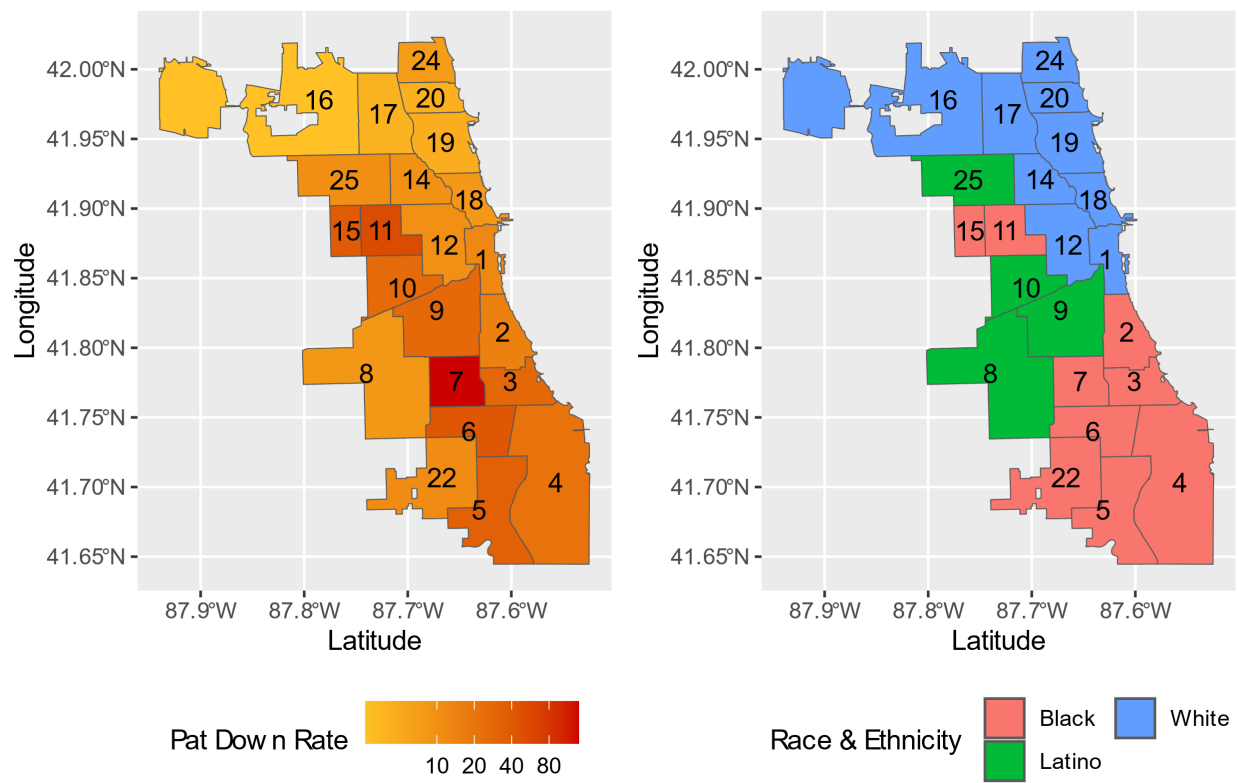 42.00°N
41.95°N
41.90°N
41.85°N
41.80°N
41.75°N
41.70°N
41.65°N
Longitude
24
16
20
17
19
25
14
18
15
11
12
1
10
9
2
8
7
3
6
22
4
5
87.9°W 87.8°W 87.7°W 87.6°W
Latitude
Pat Down Rate
10 20 40 80
42.00°N
41.95°N
41.90°N
41.85°N
41.80°N
41.75°N
41.70°N
41.65°N
Longitude
24
16
20
17
19
25
14
18
15
11
12
1
10
9
2
8
7
3
6
22
4
5
87.9°W 87.8°W 87.7°W 87.6°W
Latitude
Race & Ethnicity
Black
White
Latino